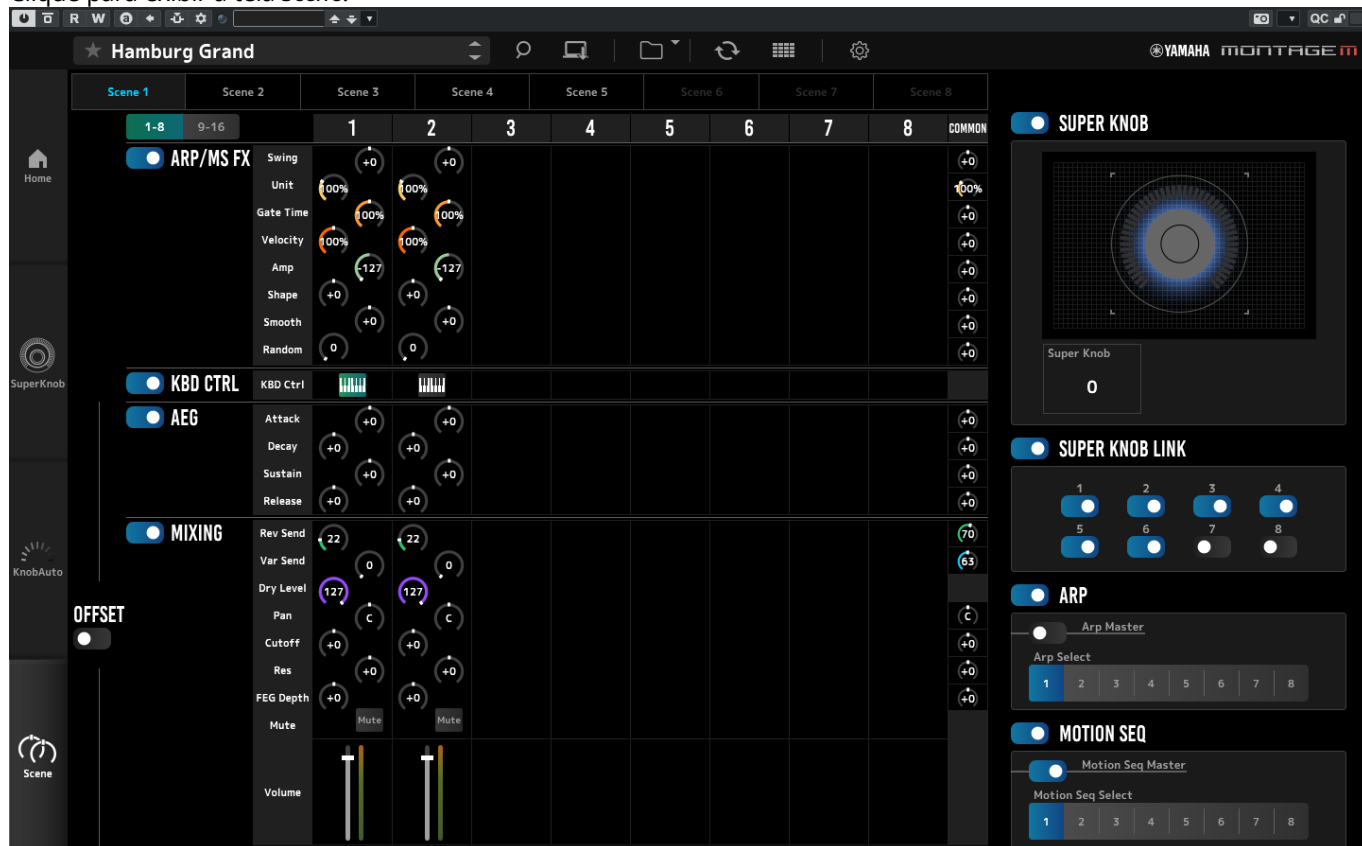 Clique para exibir a tela Scene.
R W QC
★ Hamburg Grand YAMAHA MONTAGE M
Scene 1 Scene 2 Scene 3 Scene 4 Scene 5 Scene 6 Scene 7 Scene 8
1-8 9-16 1 2 3 4 5 6 7 8 COMMON
ARP/MS FX Swing +0 +0 +0
Unit 100% 100% 100%
Gate Time 100% 100% +0
Velocity 100% 100% +0
Amp -127 -127 +0
Shape +0 +0 +0
Smooth +0 +0 +0
Random 0 0 +0
KBD CTRL KBD Ctrl
AEG Attack +0 +0 +0
Decay +0 +0 +0
Sustain +0 +0 +0
Release +0 +0 +0
MIXING Rev Send 22 22 70
Var Send 0 0 63
Dry Level 127 127
Pan C C C
Cutoff +0 +0 +0
Res +0 +0 +0
FEG Depth +0 +0 +0
Mute Mute Mute
Volume
OFFSET
Home
SuperKnob
KnobAuto
Scene
SUPER KNOB
Super Knob
0
SUPER KNOB LINK
1 2 3 4
5 6 7 8
ARP
Arp Master
Arp Select
1 2 3 4 5 6 7 8
MOTION SEQ
Motion Seq Master
Motion Seq Select
1 2 3 4 5 6 7 8